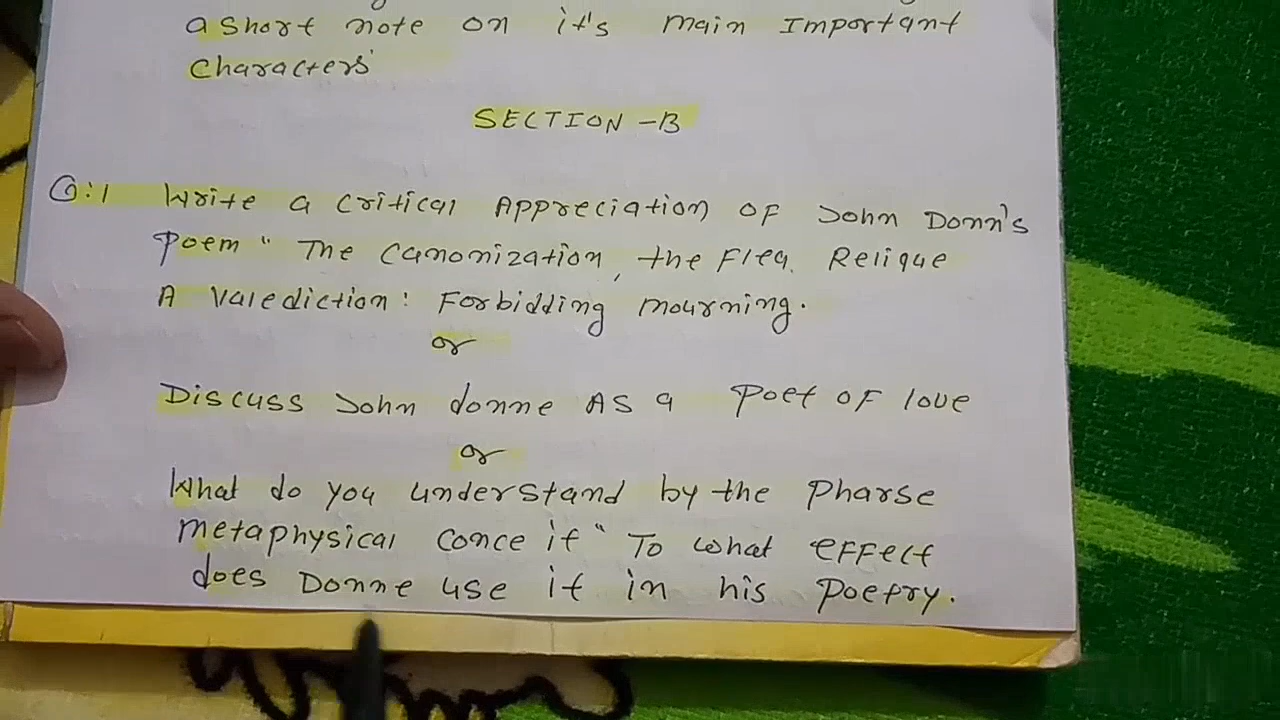 a short note on it's main Important
Characters'
SECTION -B
Q:1 Write a critical Appreciation OF John Donn's
Poem " The Canonization, the Flea. Relique
A Valediction: Forbidding mourning.
or
Discuss John donne As a Poet OF love
or
What do you understand by the Pharse
metaphysical conce it" To what effect
does Donne use it in his Poetry.